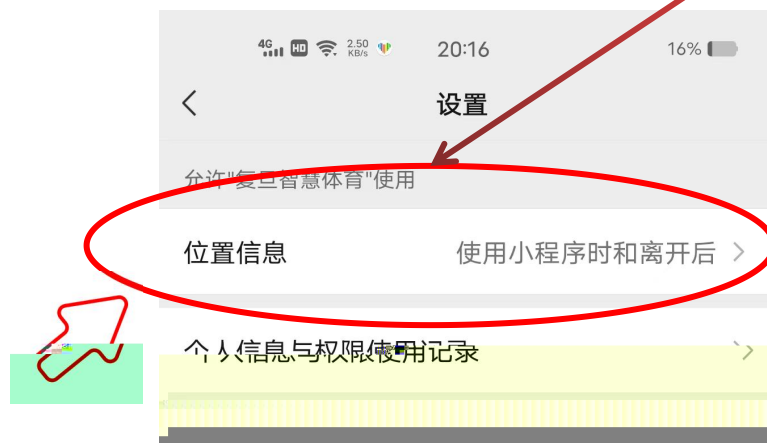 4G HD 2.50 KB/s 20:16 16%
设置
允许"复旦智慧体育"使用
位置信息 使用小程序时和离开后
个人信息与权限使用记录